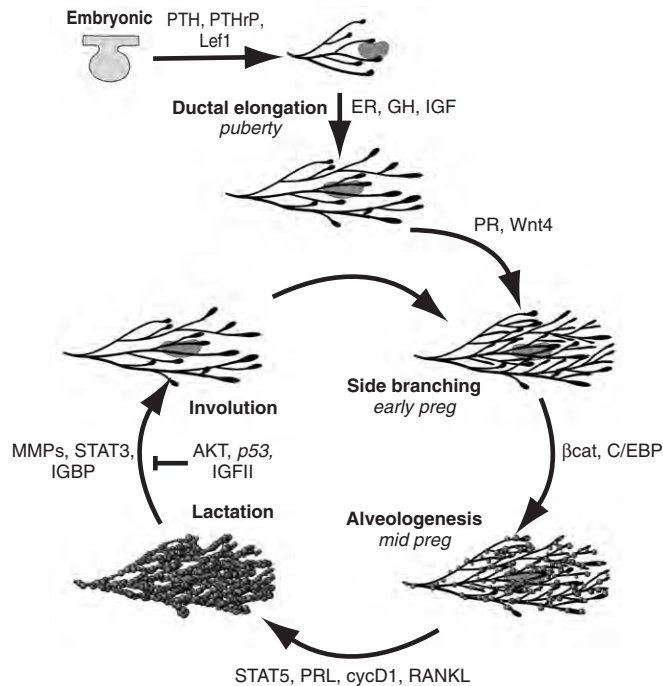 Embryonic
PTH, PTHrP,
Lef1
Ductal elongation
puberty
ER, GH, IGF
PR, Wnt4
Side branching
early preg
Involution
MMPs, STAT3,
IGBP
AKT, p53,
IGFII
βcat, C/EBP
Lactation
Alveologenesis
mid preg
STAT5, PRL, cycD1, RANKL